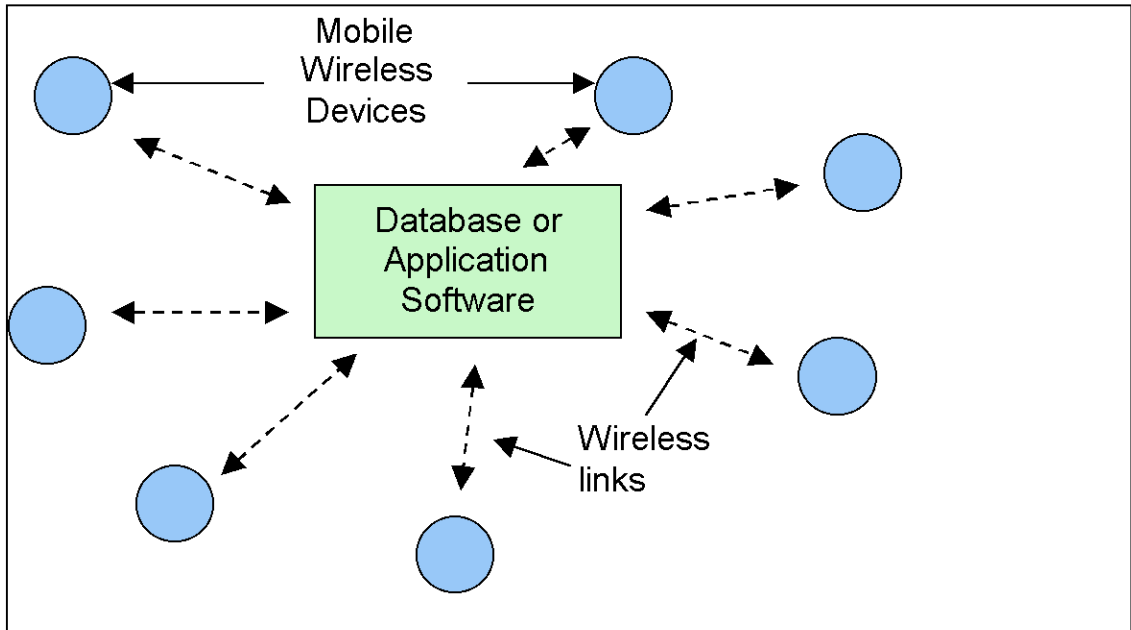 Mobile
Wireless
Devices
Database or
Application
Software
Wireless
links